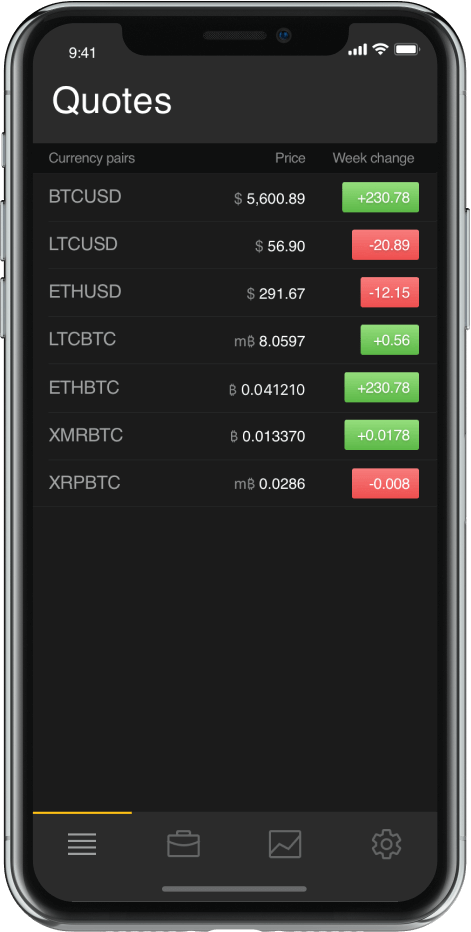 9:41
Quotes
Currency pairs Price Week change
BTCUSD $ 5,600.89 +230.78
LTCUSD $ 56.90 -20.89
ETHUSD $ 291.67 -12.15
LTCBTC m฿ 8.0597 +0.56
ETHBTC ฿ 0.041210 +230.78
XMRBTC ฿ 0.013370 +0.0178
XRPBTC m฿ 0.0286 -0.008